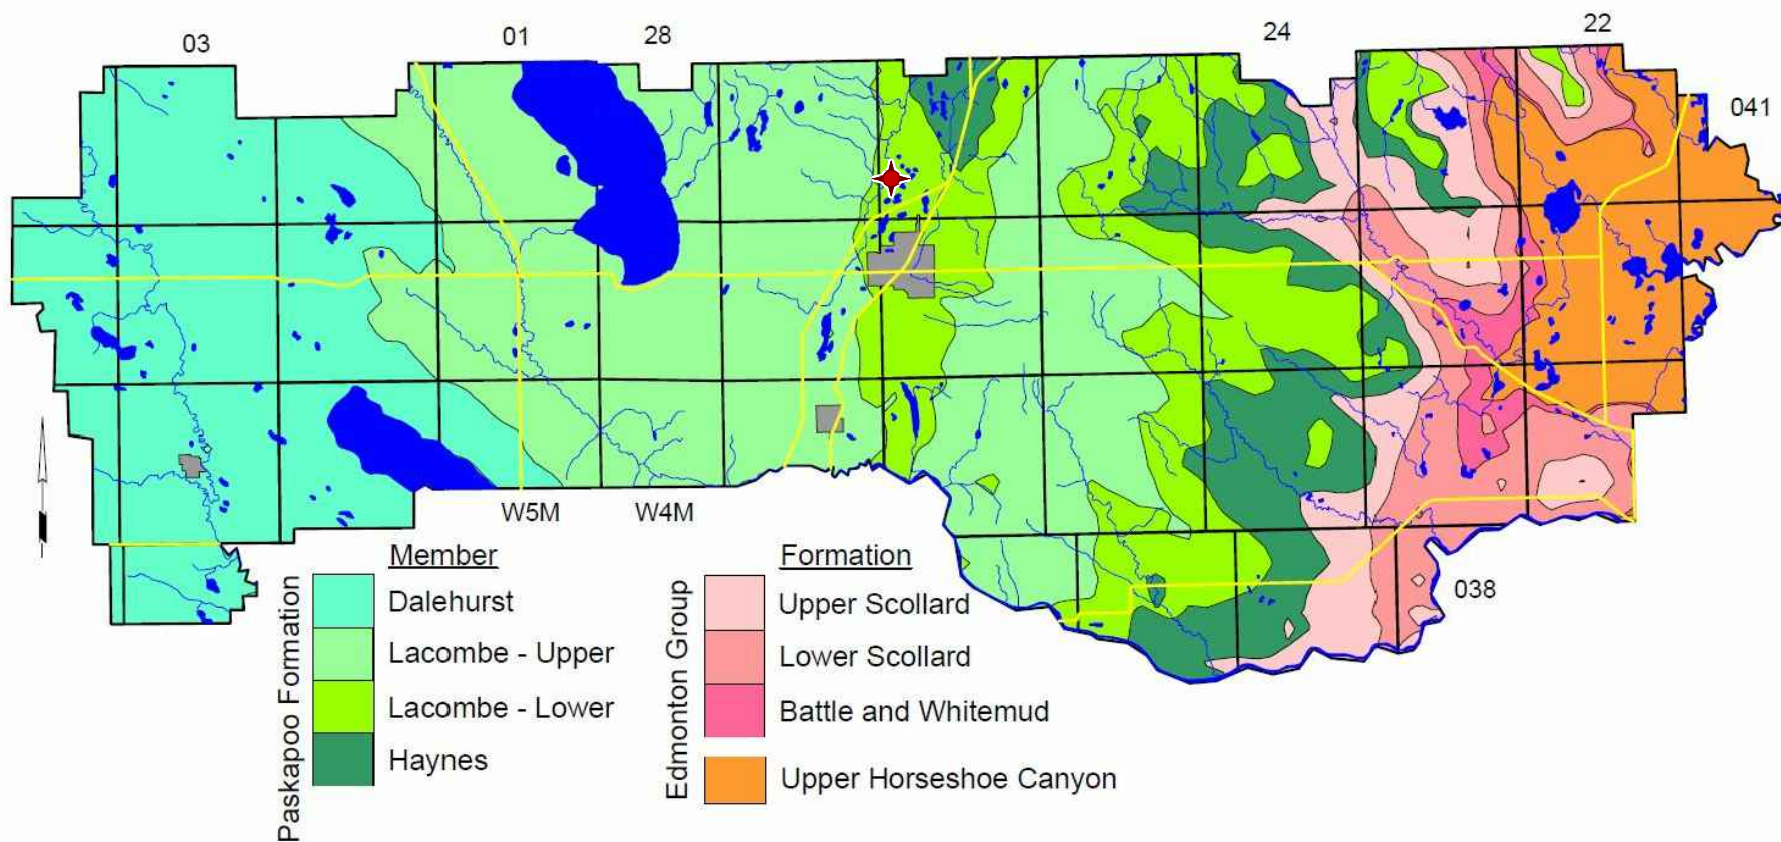 03
01
28
24
22
041
W5M
W4M
038
Paskapoo Formation
Member
Dalehurst
Lacombe - Upper
Lacombe - Lower
Haynes
Edmonton Group
Formation
Upper Scollard
Lower Scollard
Battle and Whitemud
Upper Horseshoe Canyon